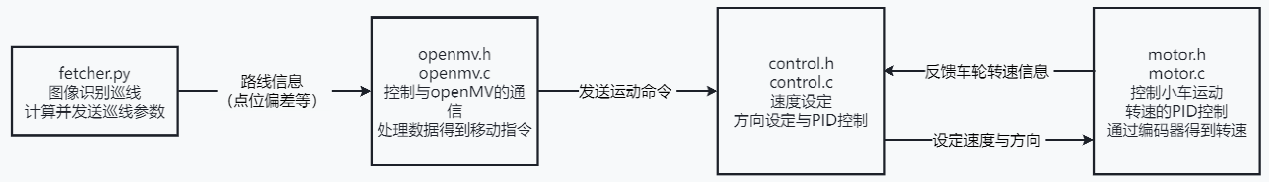 fetcher.py
图像识别巡线
计算并发送巡线参数
路线信息
（点位偏差等）
openmv.h
openmv.c
控制与openMV的通
信
处理数据得到移动指令
发送运动命令
control.h
control.c
速度设定
方向设定与PID控制
反馈车轮转速信息
设定速度与方向
motor.h
motor.c
控制小车运动
转速的PID控制
通过编码器得到转速